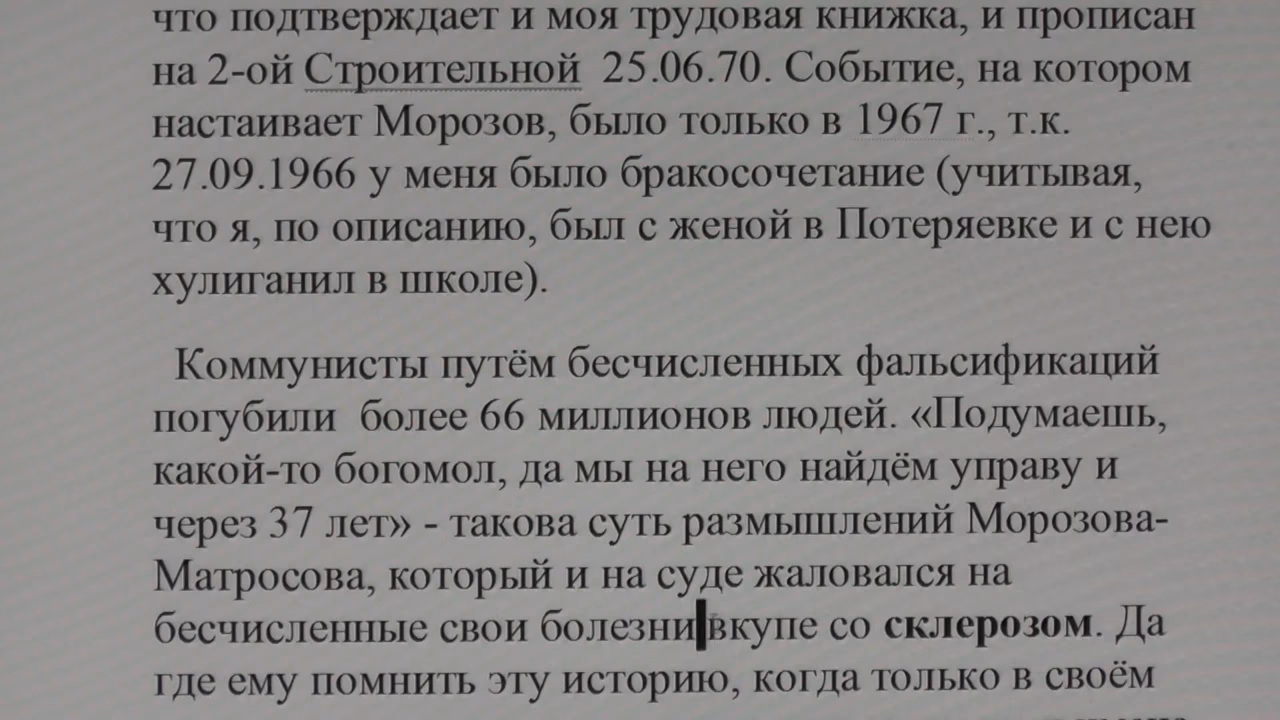 что подтверждает и моя трудовая книжка, и прописан
на 2-ой Строительной 25.06.70. Событие, на котором
настаивает Морозов, было только в 1967 г., т.к.
27.09.1966 у меня было бракосочетание (учитывая,
что я, по описанию, был с женой в Потеряевке и с нею
хулиганил в школе).
Коммунисты путём бесчисленных фальсификаций
погубили более 66 миллионов людей. «Подумаешь,
какой-то богомол, да мы на него найдём управу и
через 37 лет» - такова суть размышлений Морозова-
Матросова, который и на суде жаловался на
бесчисленные свои болезни вкупе со склерозом. Да
где ему помнить эту историю, когда только в своём